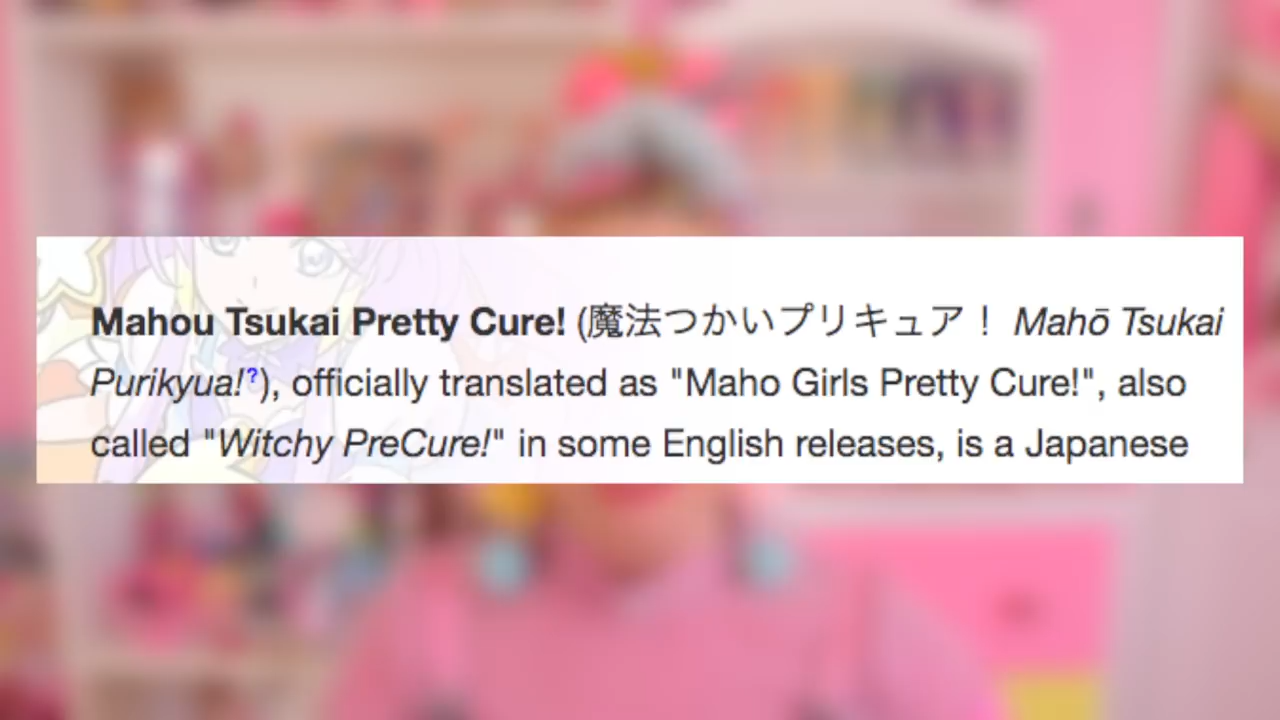 Mahou Tsukai Pretty Cure! (魔法つかいプリキュア！ Mahō Tsukai
Purikyua!?), officially translated as "Maho Girls Pretty Cure!", also
called "Witchy PreCure!" in some English releases, is a Japanese